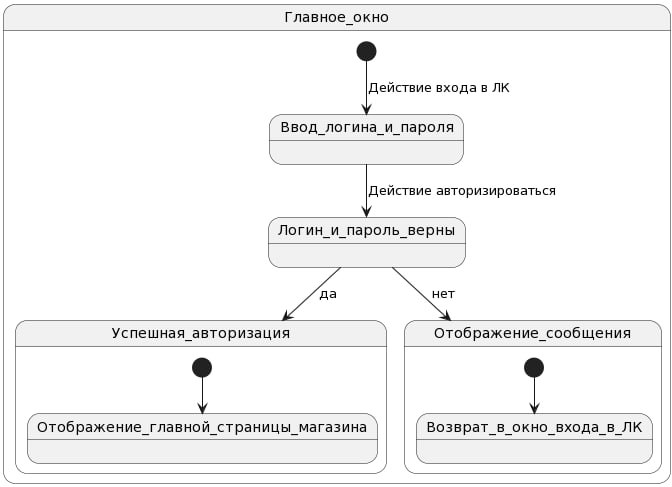 Главное_окно
Действие входа в ЛК
Ввод_логина_и_пароля
Действие авторизироваться
Логин_и_пароль_верны
да
нет
Успешная_авторизация
Отображение_сообщения
Отображение_главной_страницы_магазина
Возврат_в_окно_входа_в_ЛК